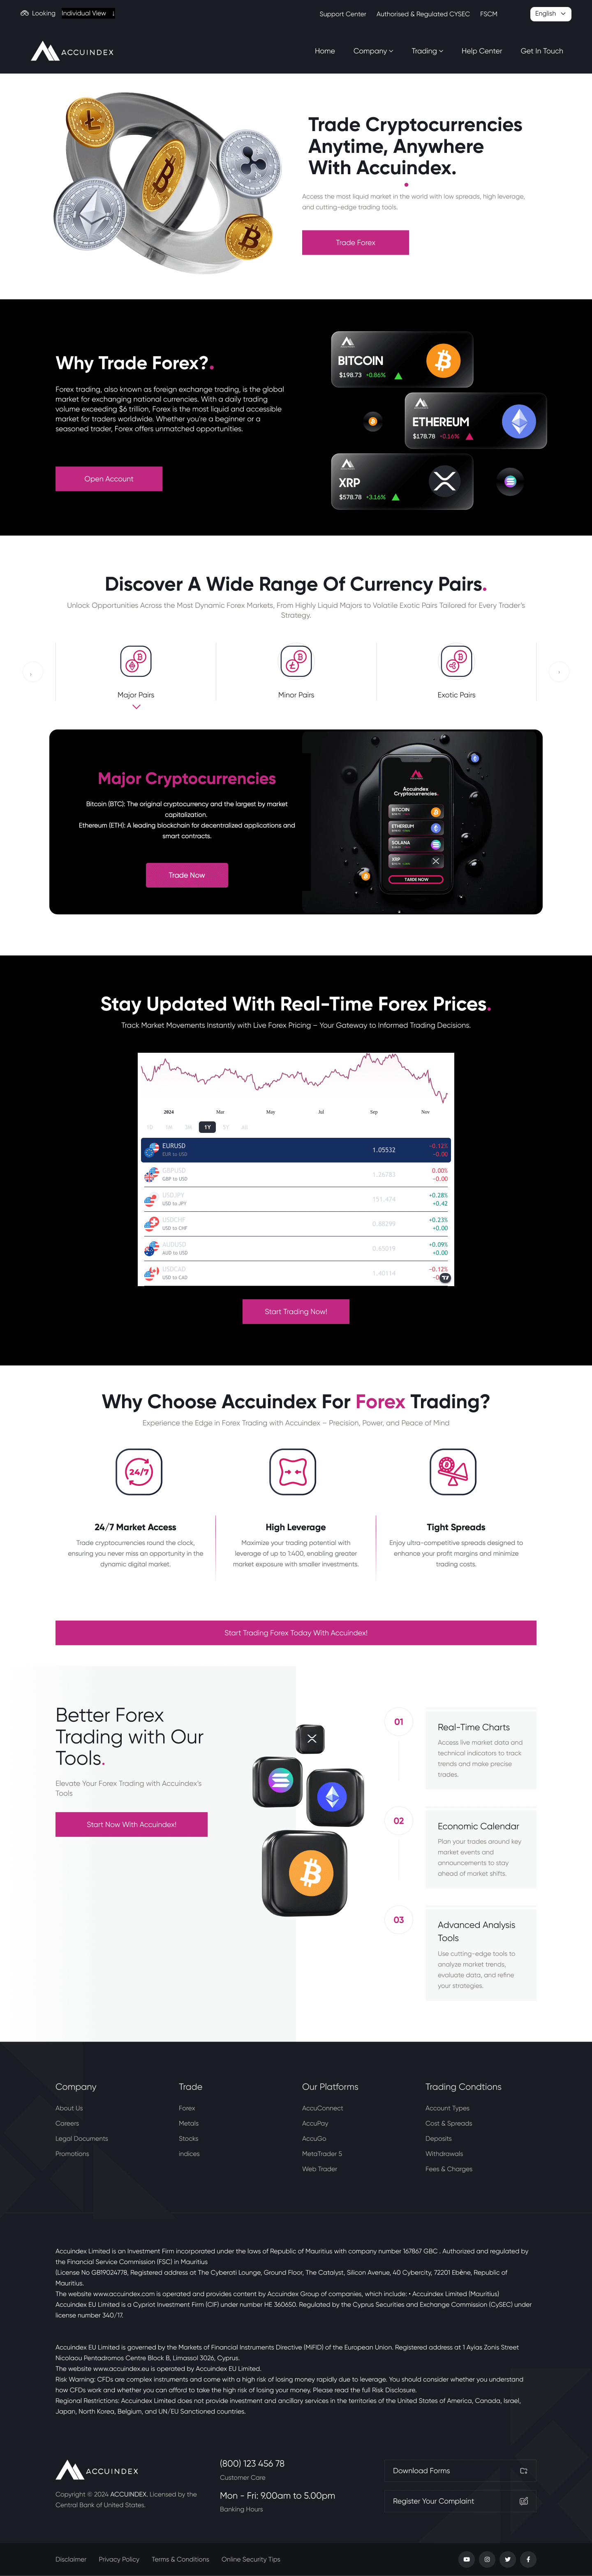 Looking Individual View
Support Center Authorised & Regulated CYSEC FSCM English
ACCUINDEX
Home Company Trading Help Center Get In Touch
Trade Cryptocurrencies
Anytime, Anywhere
With Accuindex.
Access the most liquid market in the world with low spreads, high leverage,
and cutting-edge trading tools.
Trade Forex
Why Trade Forex?.
Forex trading, also known as foreign exchange trading, is the global
market for exchanging national currencies. With a daily trading
volume exceeding $6 trillion, Forex is the most liquid and accessible
market for traders worldwide. Whether you're a beginner or a
seasoned trader, Forex offers unmatched opportunities.
Open Account
BITCOIN
$198.73 +0.86%
ETHEREUM
$178.78 +0.16%
XRP
$578.78 +3.16%
Discover A Wide Range Of Currency Pairs.
Unlock Opportunities Across the Most Dynamic Forex Markets, From Highly Liquid Majors to Volatile Exotic Pairs Tailored for Every Trader's
Strategy.
Major Pairs
Minor Pairs
Exotic Pairs
Major Cryptocurrencies
Bitcoin (BTC): The original cryptocurrency and the largest by market
capitalization.
Ethereum (ETH): A leading blockchain for decentralized applications and
smart contracts.
Trade Now
Accuindex
Cryptocurrencies.
BITCOIN
ETHEREUM
SOLANA
XRP
TARDE NOW
Stay Updated With Real-Time Forex Prices.
Track Market Movements Instantly with Live Forex Pricing – Your Gateway to Informed Trading Decisions.
2024 Mar May Jul Sep Nov
1Y
EURUSD
EUR to USD
1.05532
−0.12%
−0.00
GBPUSD
GBP to USD
1.26783
0.00%
−0.00
USDJPY
USD to JPY
151.474
+0.28%
+0.42
USDCHF
USD to CHF
0.88299
+0.23%
+0.00
AUDUSD
AUD to USD
0.65019
+0.09%
+0.00
USDCAD
USD to CAD
1.40114
−0.12%
Start Trading Now!
Why Choose Accuindex For Forex Trading?
Experience the Edge in Forex Trading with Accuindex – Precision, Power, and Peace of Mind
24/7
24/7 Market Access
Trade cryptocurrencies round the clock,
ensuring you never miss an opportunity in the
dynamic digital market.
High Leverage
Maximize your trading potential with
leverage of up to 1:400, enabling greater
market exposure with smaller investments.
Tight Spreads
Enjoy ultra-competitive spreads designed to
enhance your profit margins and minimize
trading costs.
Start Trading Forex Today With Accuindex!
Better Forex
Trading with Our
Tools.
Elevate Your Forex Trading with Accuindex's
Tools
Start Now With Accuindex!
01
Real-Time Charts
Access live market data and
technical indicators to track
trends and make precise
trades.
02
Economic Calendar
Plan your trades around key
market events and
announcements to stay
ahead of market shifts.
03
Advanced Analysis
Tools
Use cutting-edge tools to
analyze market trends,
evaluate data, and refine
your strategies.
Company
About Us
Careers
Legal Documents
Promotions
Trade
Forex
Metals
Stocks
indices
Our Platforms
AccuConnect
AccuPay
AccuGo
MetaTrader 5
Web Trader
Trading Condtions
Account Types
Cost & Spreads
Deposits
Withdrawals
Fees & Charges
Accuindex Limited is an Investment Firm incorporated under the laws of Republic of Mauritius with company number 167867 GBC . Authorized and regulated by
the Financial Service Commission (FSC) in Mauritius
(License No GB19024778, Registered address at The Cyberati Lounge, Ground Floor, The Catalyst, Silicon Avenue, 40 Cybercity, 72201 Ebène, Republic of
Mauritius.
The website www.accuindex.com is operated and provides content by Accuindex Group of companies, which include: • Accuindex Limited (Mauritius)
Accuindex EU Limited is a Cypriot Investment Firm (CIF) under number HE 360650. Regulated by the Cyprus Securities and Exchange Commission (CySEC) under
license number 340/17.
Accuindex EU Limited is governed by the Markets of Financial Instruments Directive (MiFID) of the European Union. Registered address at 1 Ayias Zonis Street
Nicolaou Pentadromos Centre Block B, Limassol 3026, Cyprus.
The website www.accuindex.eu is operated by Accuindex EU Limited.
Risk Warning: CFDs are complex instruments and come with a high risk of losing money rapidly due to leverage. You should consider whether you understand
how CFDs work and whether you can afford to take the high risk of losing your money. Please read the full Risk Disclosure.
Regional Restrictions: Accuindex Limited does not provide investment and ancillary services in the territories of the United States of America, Canada, Israel,
Japan, North Korea, Belgium, and UN/EU Sanctioned countries.
ACCUINDEX
Copyright © 2024 ACCUINDEX. Licensed by the
Central Bank of United States.
(800) 123 456 78
Customer Care
Mon - Fri: 9.00am to 5.00pm
Banking Hours
Download Forms
Register Your Complaint
Disclaimer Privacy Policy Terms & Conditions Online Security Tips